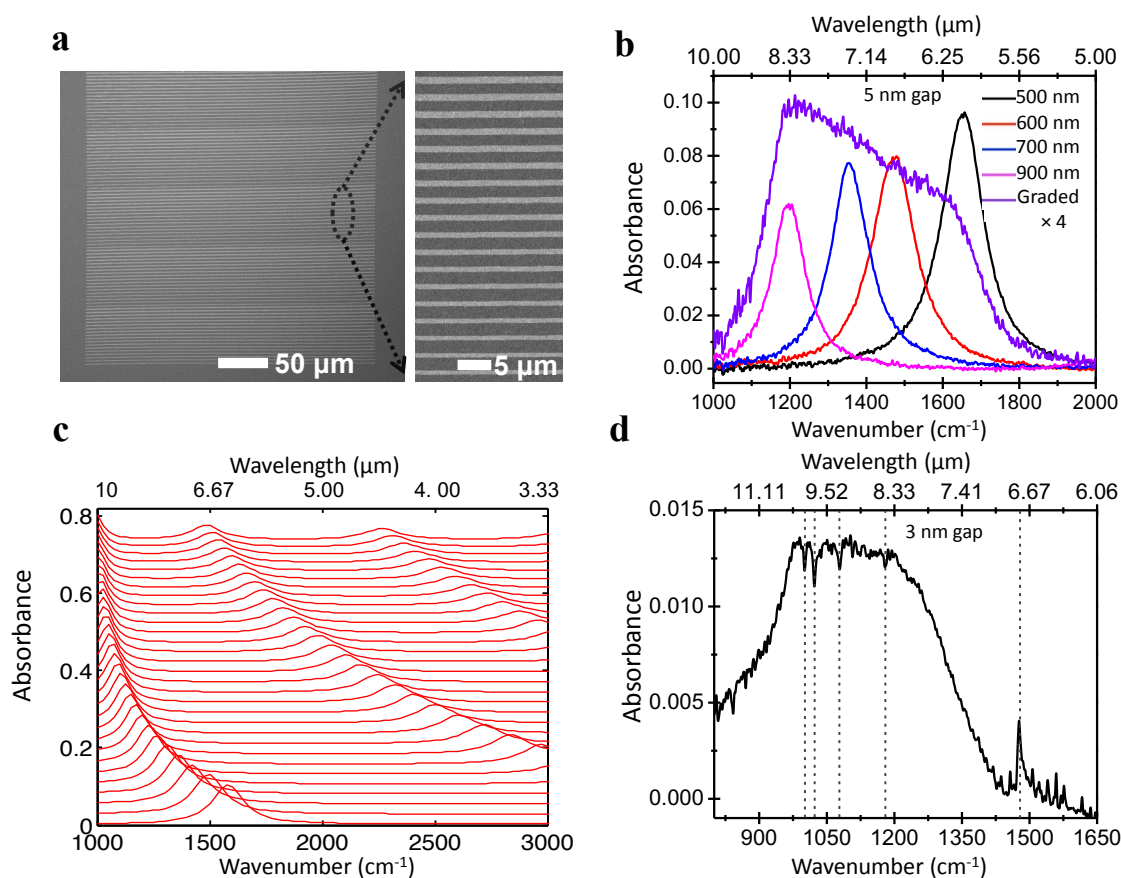 a
50 μm
5 μm
b
Wavelength (μm)
10.00 8.33 7.14 6.25 5.56 5.00
5 nm gap
500 nm
600 nm
700 nm
900 nm
Graded
× 4
0.10
0.08
0.06
0.04
0.02
0.00
Absorbance
1000 1200 1400 1600 1800 2000
Wavenumber (cm-1)
c
Wavelength (μm)
10 6.67 5.00 4. 00 3.33
0.8
0.6
0.4
0.2
0
Absorbance
1000 1500 2000 2500 3000
Wavenumber (cm-1)
d
Wavelength (μm)
11.11 9.52 8.33 7.41 6.67 6.06
3 nm gap
0.015
0.010
0.005
0.000
Absorbance
900 1050 1200 1350 1500 1650
Wavenumber (cm-1)